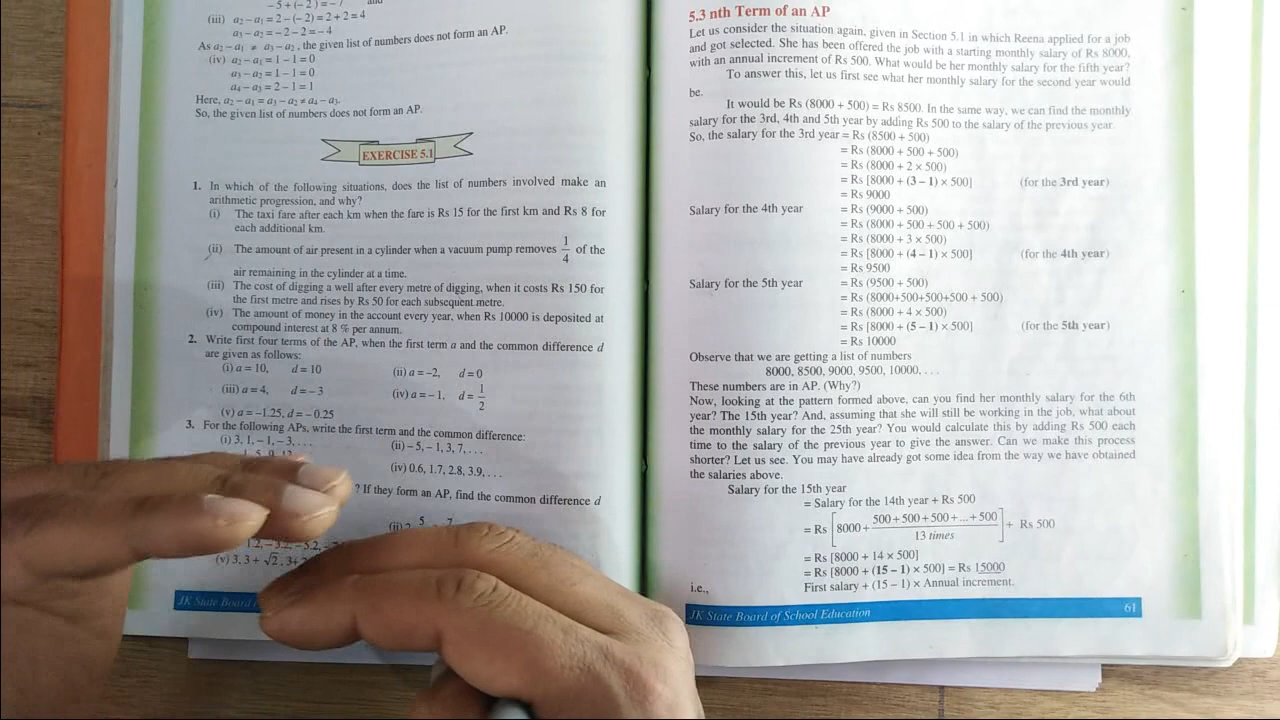 −5+(−2)=−7 and
(iii) a₂−a₁=2−(−2)=2+2=4
a₃−a₂=−2−2=−4
As a₂−a₁ ≠ a₃−a₂, the given list of numbers does not form an AP.
(iv) a₂−a₁=1−1=0
a₃−a₂=1−1=0
a₄−a₃=2−1=1
Here, a₂−a₁=a₃−a₂≠a₄−a₃.
So, the given list of numbers does not form an AP.
EXERCISE 5.1
1. In which of the following situations, does the list of numbers involved make an
arithmetic progression, and why?
(i) The taxi fare after each km when the fare is Rs 15 for the first km and Rs 8 for
each additional km.
(ii) The amount of air present in a cylinder when a vacuum pump removes 1/4 of the
air remaining in the cylinder at a time.
(iii) The cost of digging a well after every metre of digging, when it costs Rs 150 for
the first metre and rises by Rs 50 for each subsequent metre.
(iv) The amount of money in the account every year, when Rs 10000 is deposited at
compound interest at 8 % per annum.
2. Write first four terms of the AP, when the first term a and the common difference d
are given as follows:
(i) a=10, d=10 (ii) a=−2, d=0
(iii) a=4, d=−3 (iv) a=−1, d=1/2
(v) a=−1.25, d=−0.25
3. For the following APs, write the first term and the common difference:
(i) 3, 1, −1, −3, . . . (ii) −5, −1, 3, 7, . . .
(iv) 0.6, 1.7, 2.8, 3.9, . . .
? If they form an AP, find the common difference d
(v) 3, 3+√2, 3+
JK State Board
5.3 nth Term of an AP
Let us consider the situation again, given in Section 5.1 in which Reena applied for a job
and got selected. She has been offered the job with a starting monthly salary of Rs 8000,
with an annual increment of Rs 500. What would be her monthly salary for the fifth year?
To answer this, let us first see what her monthly salary for the second year would
be.
It would be Rs (8000 + 500) = Rs 8500. In the same way, we can find the monthly
salary for the 3rd, 4th and 5th year by adding Rs 500 to the salary of the previous year.
So, the salary for the 3rd year = Rs (8500 + 500)
= Rs (8000 + 500 + 500)
= Rs (8000 + 2 × 500)
= Rs [8000 + (3 − 1) × 500] (for the 3rd year)
= Rs 9000
Salary for the 4th year = Rs (9000 + 500)
= Rs (8000 + 500 + 500 + 500)
= Rs (8000 + 3 × 500)
= Rs [8000 + (4 − 1) × 500] (for the 4th year)
= Rs 9500
Salary for the 5th year = Rs (9500 + 500)
= Rs (8000+500+500+500 + 500)
= Rs (8000 + 4 × 500)
= Rs [8000 + (5 − 1) × 500] (for the 5th year)
= Rs 10000
Observe that we are getting a list of numbers
8000, 8500, 9000, 9500, 10000, . . .
These numbers are in AP. (Why?)
Now, looking at the pattern formed above, can you find her monthly salary for the 6th
year? The 15th year? And, assuming that she will still be working in the job, what about
the monthly salary for the 25th year? You would calculate this by adding Rs 500 each
time to the salary of the previous year to give the answer. Can we make this process
shorter? Let us see. You may have already got some idea from the way we have obtained
the salaries above.
Salary for the 15th year
= Salary for the 14th year + Rs 500
= Rs [8000 + (500+500+500+...+500)/(13 times)] + Rs 500
= Rs [8000 + 14 × 500]
= Rs [8000 + (15 − 1) × 500] = Rs 15000
i.e., First salary + (15 − 1) × Annual increment.
JK State Board of School Education 61